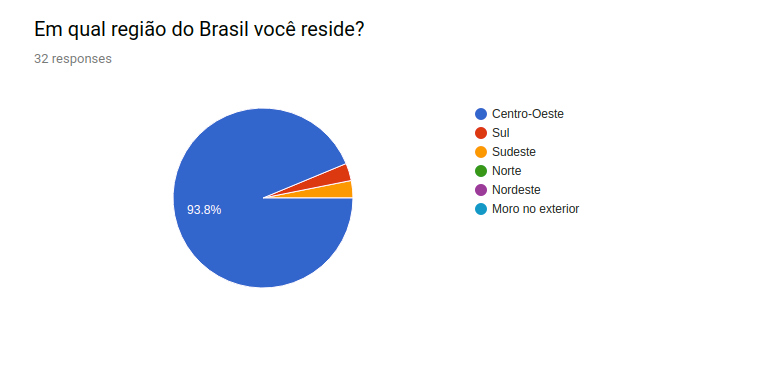 Em qual região do Brasil você reside?
32 responses
93.8%
Centro-Oeste
Sul
Sudeste
Norte
Nordeste
Moro no exterior